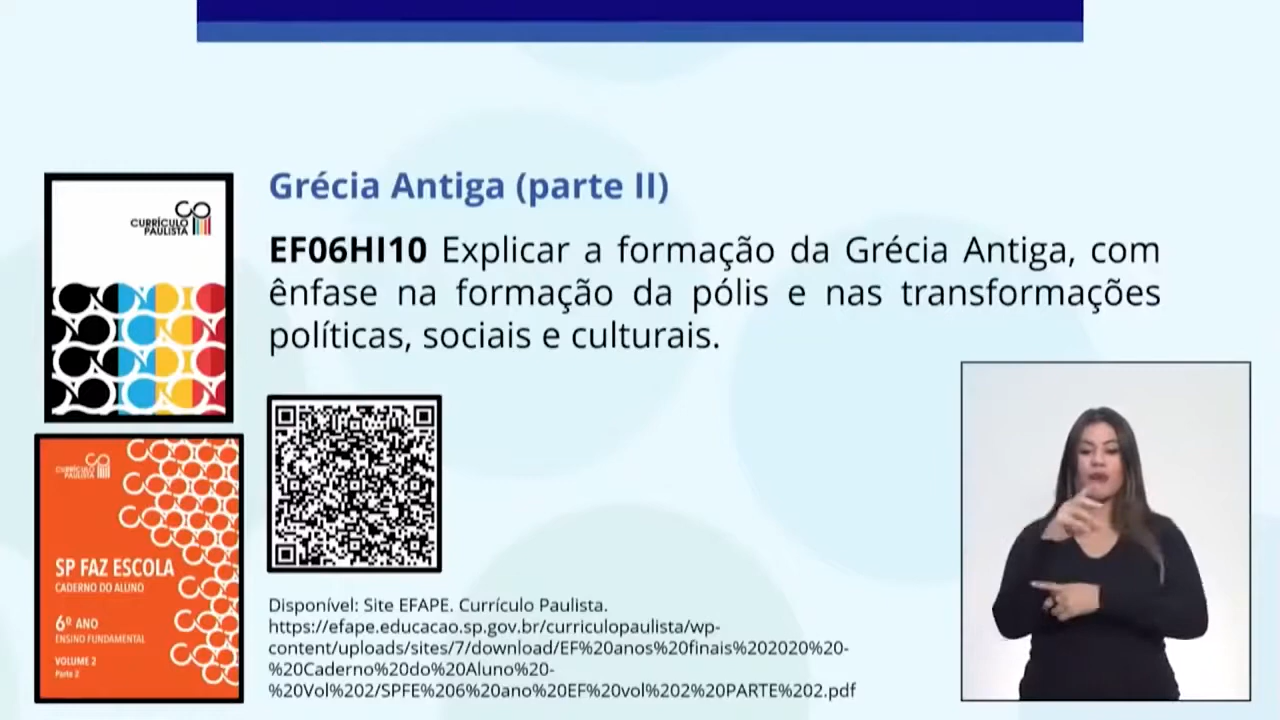 CURRÍCULO
PAULISTA
Grécia Antiga (parte II)
EF06HI10 Explicar a formação da Grécia Antiga, com
ênfase na formação da pólis e nas transformações
políticas, sociais e culturais.
CURRÍCULO
PAULISTA
SP FAZ ESCOLA
CADERNO DO ALUNO
6º ANO
ENSINO FUNDAMENTAL
VOLUME 2
Parte 2
Disponível: Site EFAPE. Currículo Paulista.
https://efape.educacao.sp.gov.br/curriculopaulista/wp-
content/uploads/sites/7/download/EF%20anos%20finais%202020%20-
%20Caderno%20do%20Aluno%20-
%20Vol%202/SPFE%206%20ano%20EF%20vol%202%20PARTE%202.pdf